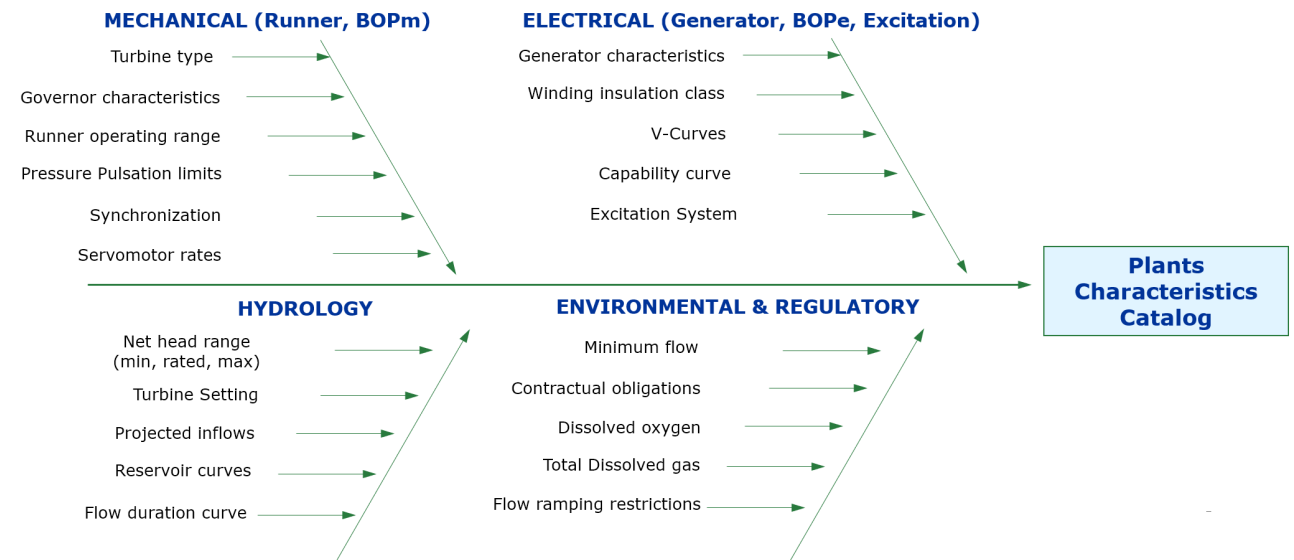 MECHANICAL (Runner, BOPm)
Turbine type
Governor characteristics
Runner operating range
Pressure Pulsation limits
Synchronization
Servomotor rates
ELECTRICAL (Generator, BOPe, Excitation)
Generator characteristics
Winding insulation class
V-Curves
Capability curve
Excitation System
Plants
Characteristics
Catalog
HYDROLOGY
Net head range
(min, rated, max)
Turbine Setting
Projected inflows
Reservoir curves
Flow duration curve
ENVIRONMENTAL & REGULATORY
Minimum flow
Contractual obligations
Dissolved oxygen
Total Dissolved gas
Flow ramping restrictions